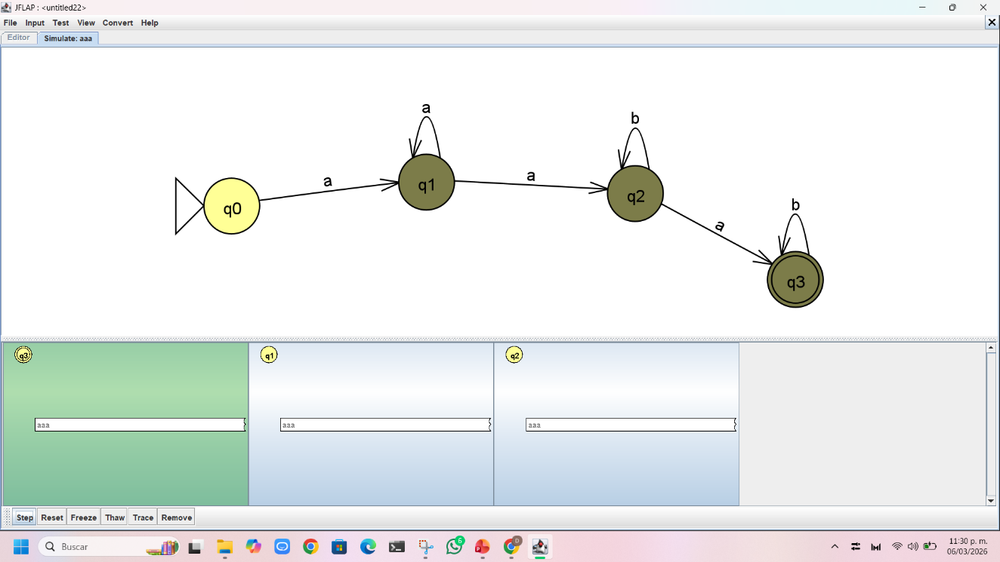 JFLAP : <untitled22>
File Input Test View Convert Help
Editor Simulate: aaa
a
b
a
a
q1
q0
q2
b
a
q3
q3 q1 q2
aaa aaa aaa
Step Reset Freeze Thaw Trace Remove
Buscar
6
0
11:30 p. m.
06/03/2026